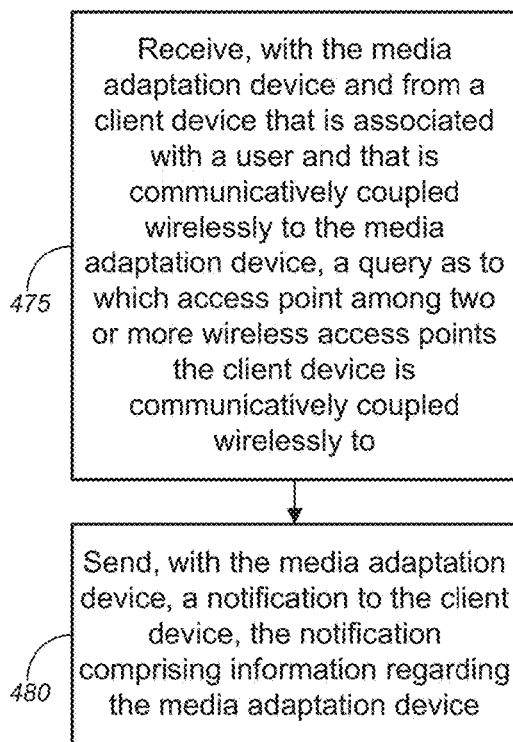 Receive, with the media
adaptation device and from a
client device that is associated
with a user and that is
communicatively coupled
wirelessly to the media
adaptation device, a query as to
which access point among two
or more wireless access points
the client device is
communicatively coupled
wirelessly to
475
Send, with the media adaptation
device, a notification to the client
device, the notification
comprising information regarding
the media adaptation device
480